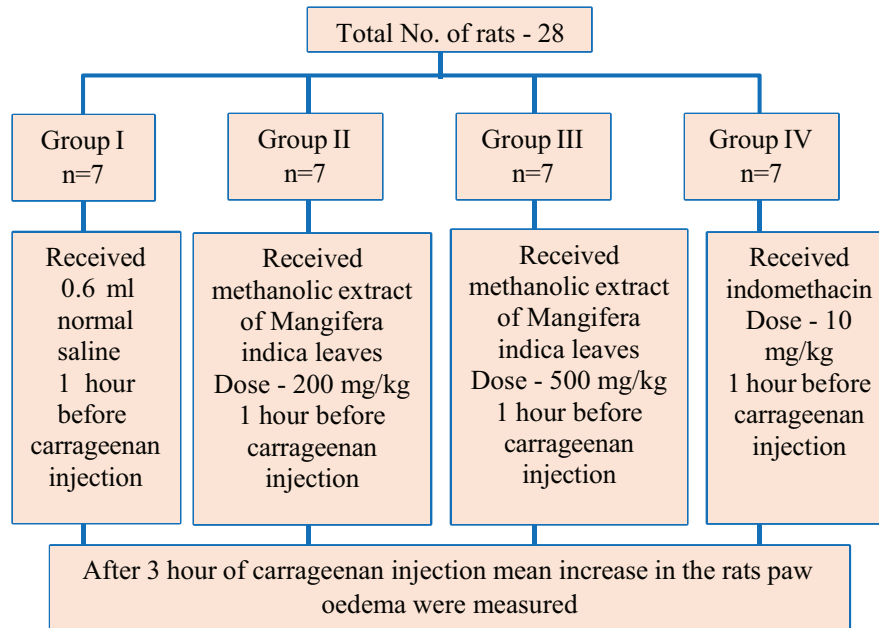 Total No. of rats - 28
Group I
n=7
Group II
n=7
Group III
n=7
Group IV
n=7
Received
0.6 ml
normal
saline
1 hour
before
carrageenan
injection
Received
methanolic extract
of Mangifera
indica leaves
Dose - 200 mg/kg
1 hour before
carrageenan
injection
Received
methanolic extract
of Mangifera
indica leaves
Dose - 500 mg/kg
1 hour before
carrageenan
injection
Received
indomethacin
Dose - 10
mg/kg
1 hour before
carrageenan
injection
After 3 hour of carrageenan injection mean increase in the rats paw
oedema were measured